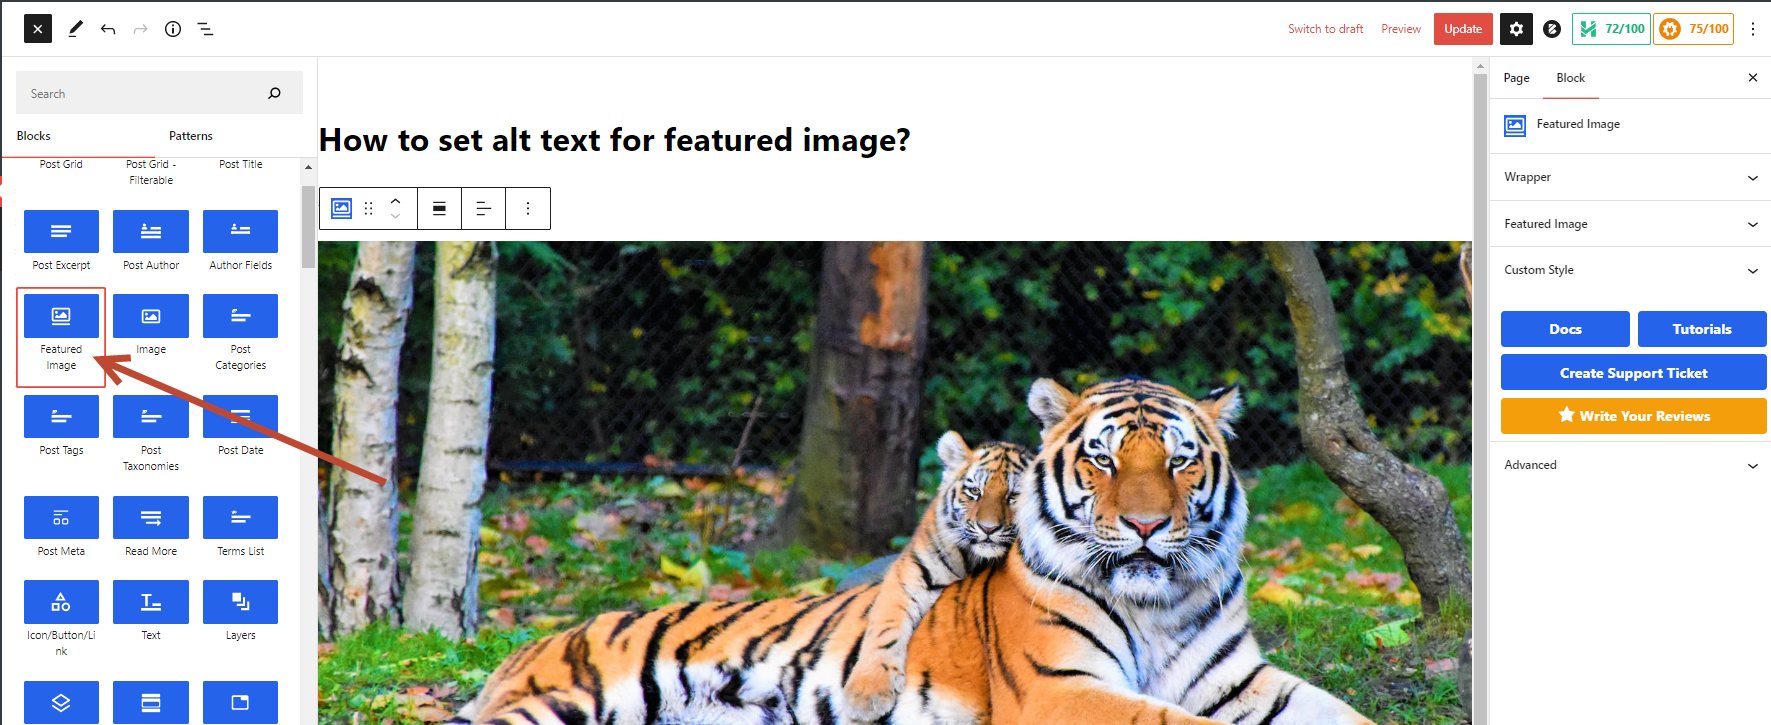 Switch to draft
Preview
Update
72/100
75/100
Search
Blocks
Patterns
Post Grid
Post Grid -
Filterable
Post Title
Post Excerpt
Post Author
Author Fields
Featured
Image
Image
Post
Categories
Post Tags
Post
Taxonomies
Post Date
Post Meta
Read More
Terms List
Icon/Button/Li
nk
Text
Layers
How to set alt text for featured image?
Page
Block
Featured Image
Wrapper
Featured Image
Custom Style
Docs
Tutorials
Create Support Ticket
Write Your Reviews
Advanced